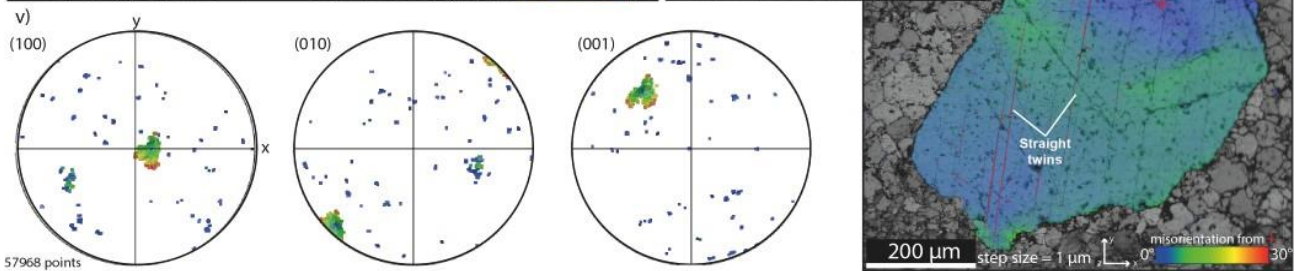 v)
y
(100)
(010)
(001)
x
57968 points
Straight
twins
200 µm
step size = 1 µm
y
x
misorientation from
0°
30°